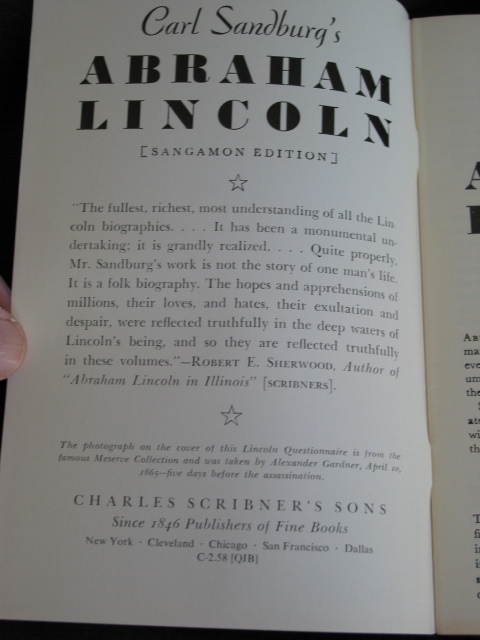 Carl Sandburg's
ABRAHAM
LINCOLN
[SANGAMON EDITION]
"The fullest, richest, most understanding of all the Lin-
coln biographies. . . . It has been a monumental un-
dertaking; it is grandly realized. . . . Quite properly,
Mr. Sandburg's work is not the story of one man's life.
It is a folk biography. The hopes and apprehensions of
millions, their loves, and hates, their exultation and
despair, were reflected truthfully in the deep waters of
Lincoln's being, and so they are reflected truthfully
in these volumes."—ROBERT E. SHERWOOD, Author of
"Abraham Lincoln in Illinois" [SCRIBNERS].
The photograph on the cover of this Lincoln Questionnaire is from the
famous Meserve Collection and was taken by Alexander Gardner, April 10,
1865—five days before the assassination.
CHARLES SCRIBNER'S SONS
Since 1846 Publishers of Fine Books
New York · Cleveland · Chicago · San Francisco · Dallas
C-2.58 [QJB]